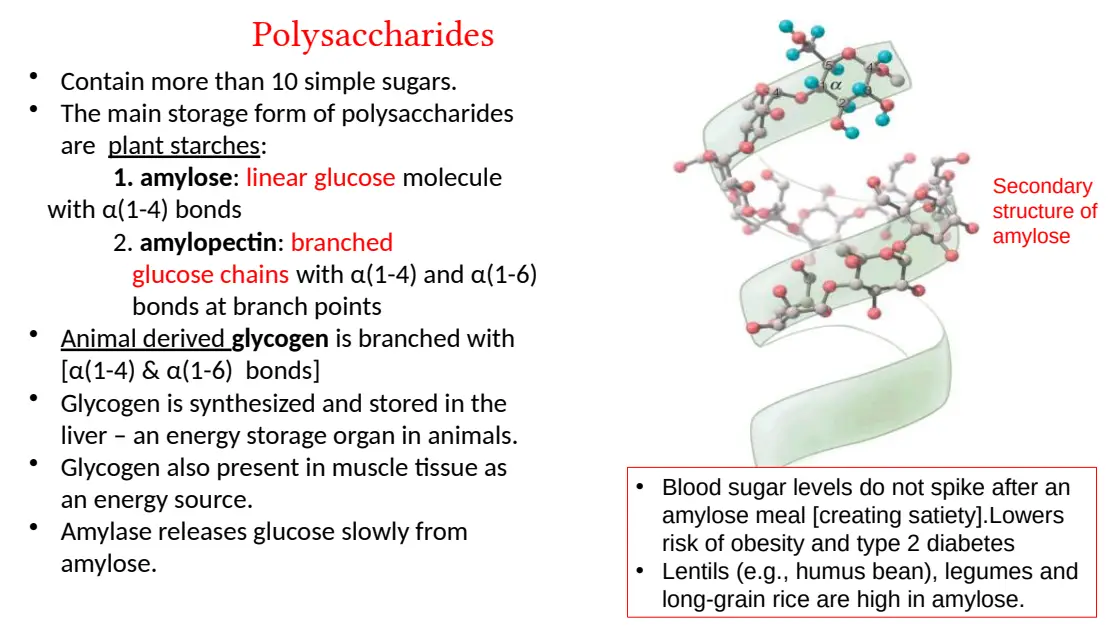 Polysaccharides
• Contain more than 10 simple sugars.
• The main storage form of polysaccharides
are plant starches:
1. amylose: linear glucose molecule
with α(1-4) bonds
2. amylopectin: branched
glucose chains with α(1-4) and α(1-6)
bonds at branch points
• Animal derived glycogen is branched with
[α(1-4) & α(1-6) bonds]
• Glycogen is synthesized and stored in the
liver – an energy storage organ in animals.
• Glycogen also present in muscle tissue as
an energy source.
• Amylase releases glucose slowly from
amylose.
5
4
4
1
α
3
2
Secondary
structure of
amylose
• Blood sugar levels do not spike after an
amylose meal [creating satiety].Lowers
risk of obesity and type 2 diabetes
• Lentils (e.g., humus bean), legumes and
long-grain rice are high in amylose.